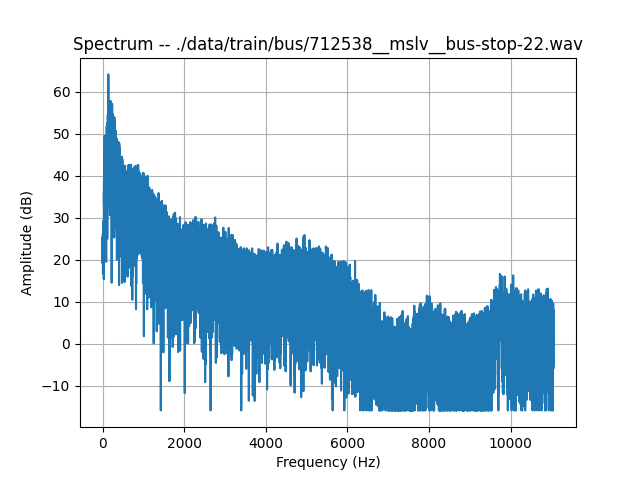 Spectrum -- ./data/train/bus/712538__mslv__bus-stop-22.wav
60
50
40
30
20
10
0
−10
Amplitude (dB)
0 2000 4000 6000 8000 10000
Frequency (Hz)